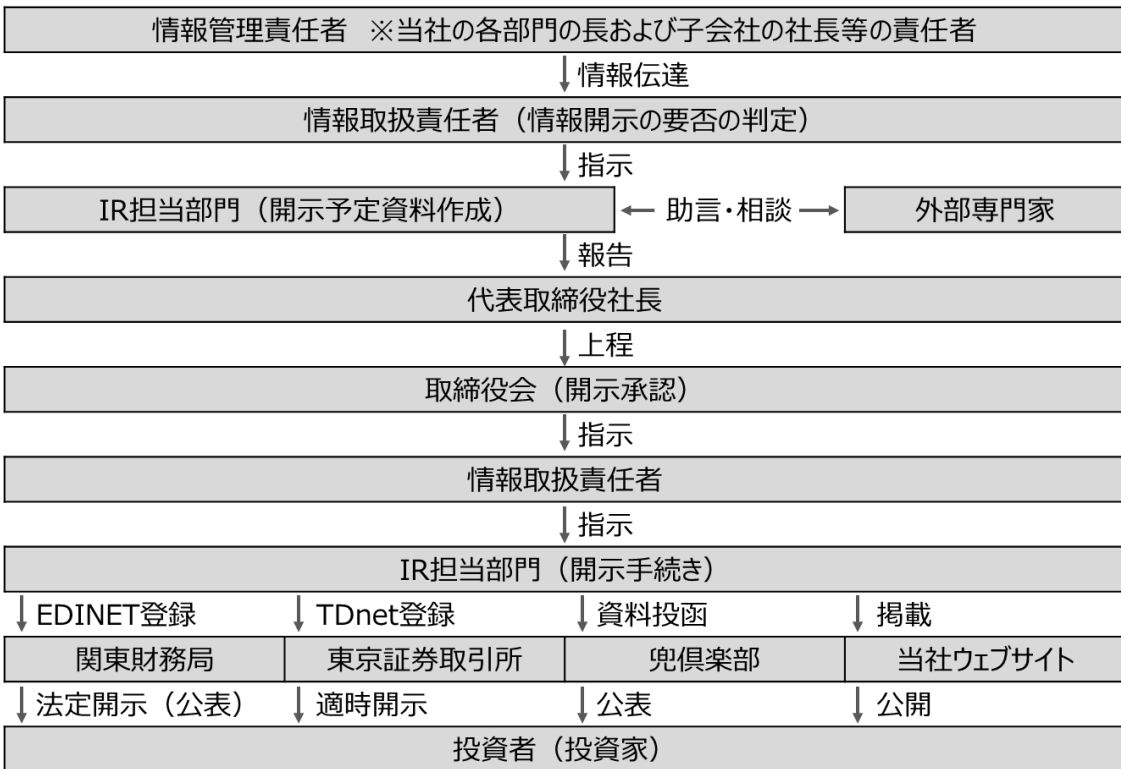 情報管理責任者 ※当社の各部門の長および子会社の社長等の責任者
情報伝達
情報取扱責任者（情報開示の要否の判定）
指示
IR担当部門（開示予定資料作成） 助言・相談 外部専門家
報告
代表取締役社長
上程
取締役会（開示承認）
指示
情報取扱責任者
指示
IR担当部門（開示手続き）
EDINET登録 TDnet登録 資料投函 掲載
関東財務局 東京証券取引所 兜倶楽部 当社ウェブサイト
法定開示（公表） 適時開示 公表 公開
投資者（投資家）